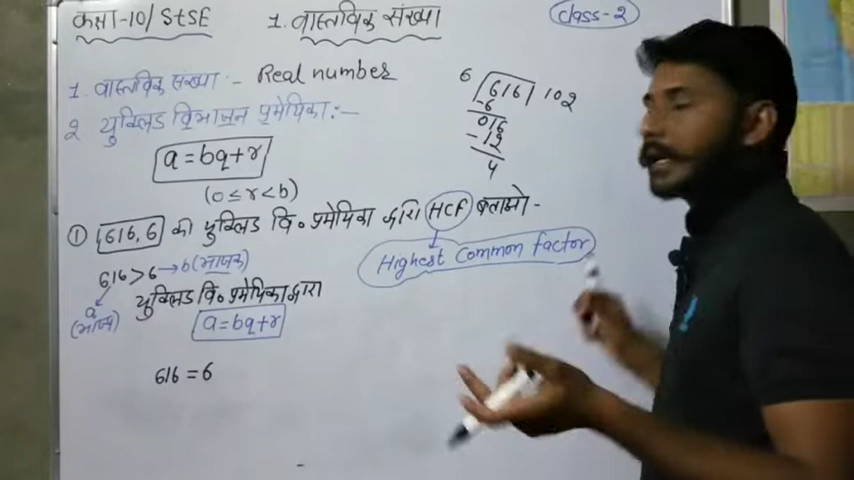 कक्षा-10/StSE
1. वास्तविक संख्या
class-2
1. वास्तविक संख्या :- Real number
2 युक्लिड विभाजन प्रमेयिका :-
a = bq+r
(0 ≤ r < b)
6 616 102
-6
016
-12
4
① 616, 6 की युक्लिड वि० प्रमेयिका द्वारा HCF बताओ-
Highest Common factor
616 > 6 → b (भाजक)
a
(भाज्य)
युक्लिड वि० प्रमेयिका द्वारा
a = bq+r
616 = 6